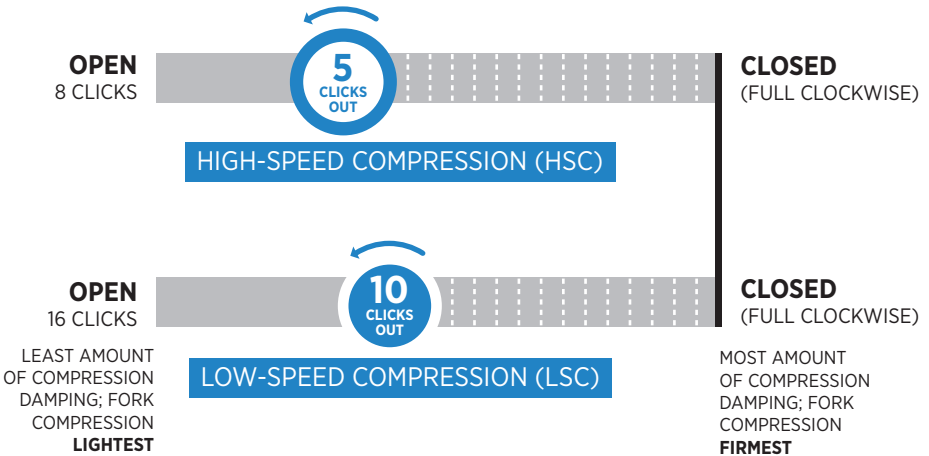 OPEN
8 CLICKS
5
CLICKS
OUT
CLOSED
(FULL CLOCKWISE)
HIGH-SPEED COMPRESSION (HSC)
OPEN
16 CLICKS
10
CLICKS
OUT
CLOSED
(FULL CLOCKWISE)
LEAST AMOUNT
OF COMPRESSION
DAMPING; FORK
COMPRESSION
LIGHTEST
LOW-SPEED COMPRESSION (LSC)
MOST AMOUNT
OF COMPRESSION
DAMPING; FORK
COMPRESSION
FIRMEST